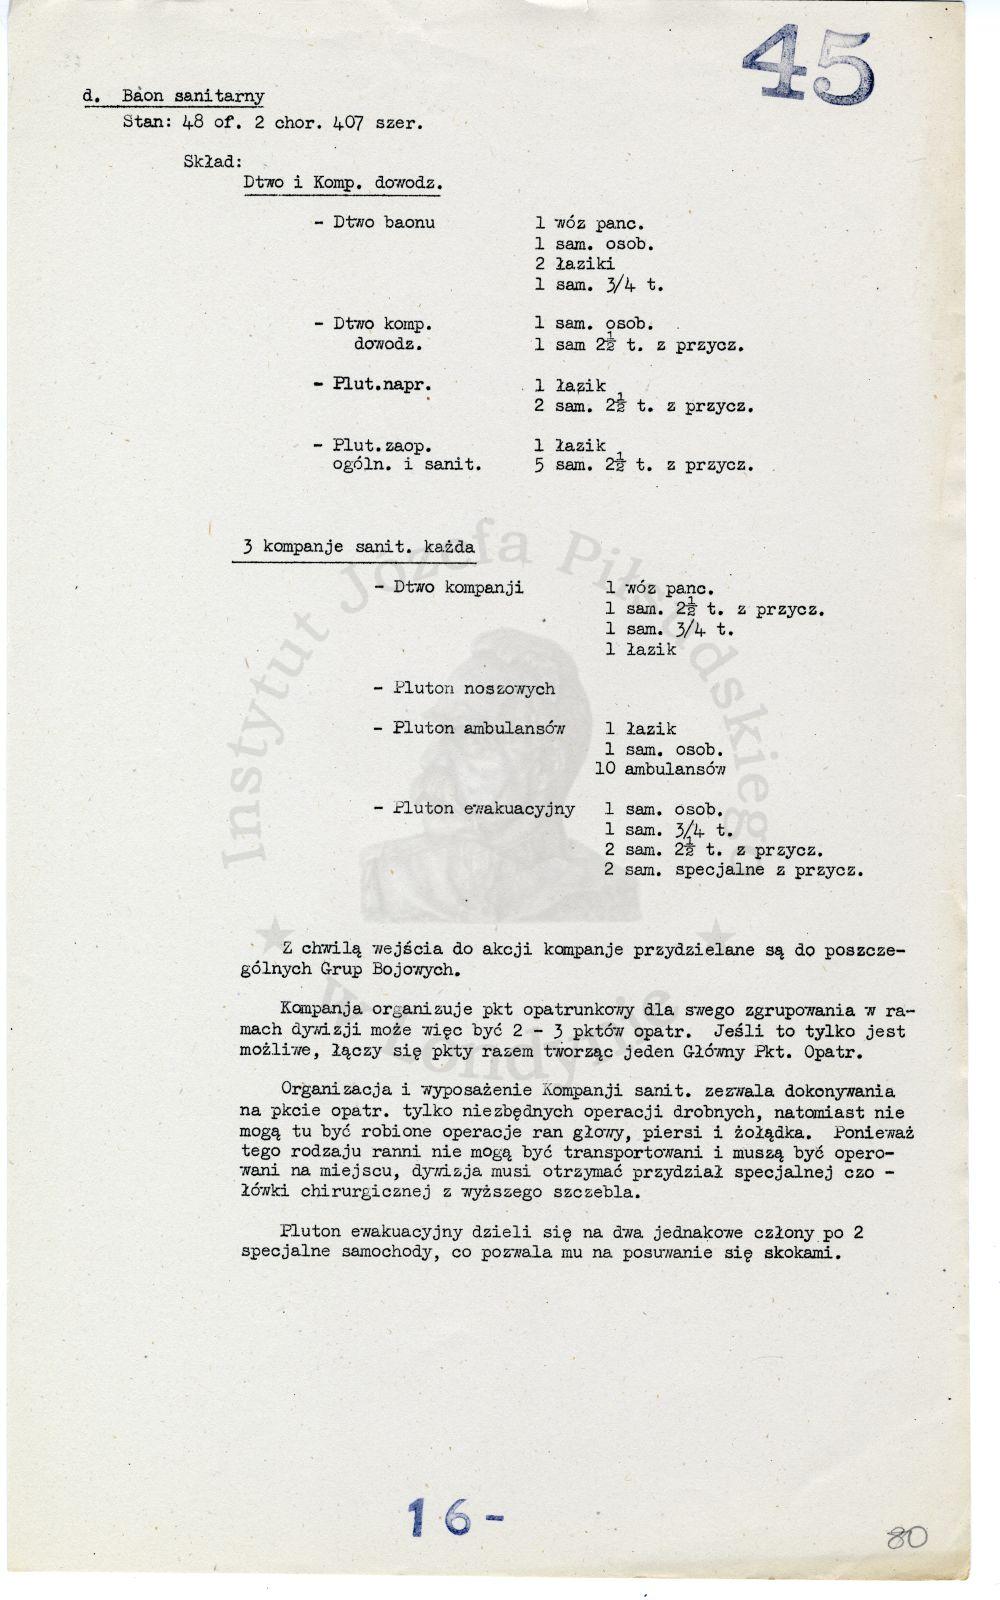 45
d. Baon sanitarny
Stan: 48 of. 2 chor. 407 szer.
Skład:
Dtwo i Komp. dowodz.
- Dtwo baonu 1 wóz panc.
1 sam. osob.
2 łaziki
1 sam. 3/4 t.
- Dtwo komp. 1 sam. osob.
dowodz. 1 sam 2½ t. z przycz.
- Plut.napr. 1 łazik
2 sam. 2½ t. z przycz.
- Plut.zaop. 1 łazik
ogóln. i sanit. 5 sam. 2½ t. z przycz.
3 kompanje sanit. każda
- Dtwo kompanji 1 wóz panc.
1 sam. 2½ t. z przycz.
1 sam. 3/4 t.
1 łazik
- Pluton noszowych
- Pluton ambulansów 1 łazik
1 sam. osob.
10 ambulansów
- Pluton ewakuacyjny 1 sam. osob.
1 sam. 3/4 t.
2 sam. 2½ t. z przycz.
2 sam. specjalne z przycz.
Z chwilą wejścia do akcji kompanje przydzielane są do poszcze-
gólnych Grup Bojowych.
Kompanja organizuje pkt opatrunkowy dla swego zgrupowania w ra-
mach dywizji może więc być 2 - 3 pktów opatr. Jeśli to tylko jest
możliwe, łączy się pkty razem tworząc jeden Główny Pkt. Opatr.
Organizacja i wyposażenie Kompanji sanit. zezwala dokonywania
na pkcie opatr. tylko niezbędnych operacji drobnych, natomiast nie
mogą tu być robione operacje ran głowy, piersi i żołądka. Ponieważ
tego rodzaju ranni nie mogą być transportowani i muszą być opero-
wani na miejscu, dywizja musi otrzymać przydział specjalnej czo -
łówki chirurgicznej z wyższego szczebla.
Pluton ewakuacyjny dzieli się na dwa jednakowe człony po 2
specjalne samochody, co pozwala mu na posuwanie się skokami.
16-
80
Instytut Józefa Piłsudskiego
w Londynie